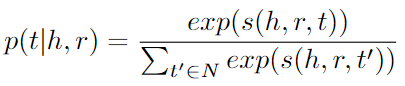 p(t|h, r) = exp(s(h, r, t)) / ∑t′∈N exp(s(h, r, t′))